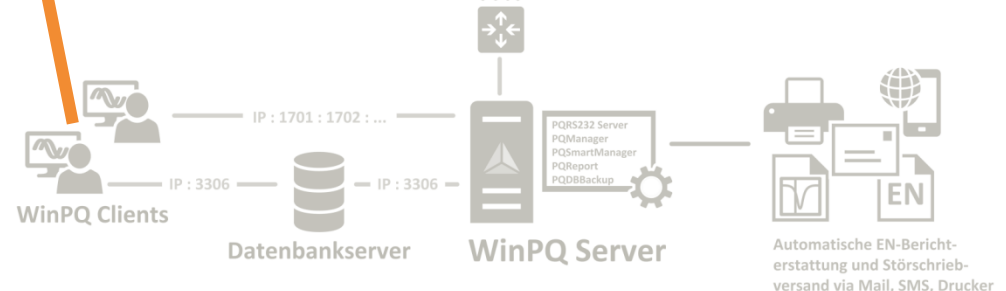 IP : 1701 : 1702 : ...
PQRS232 Server
PQManager
PQSmartManager
PQReport
PQDBBackup
IP : 3306
IP : 3306
EN
WinPQ Clients
Datenbankserver
WinPQ Server
Automatische EN-Bericht-
erstattung und Störschrieb-
versand via Mail, SMS, Drucker